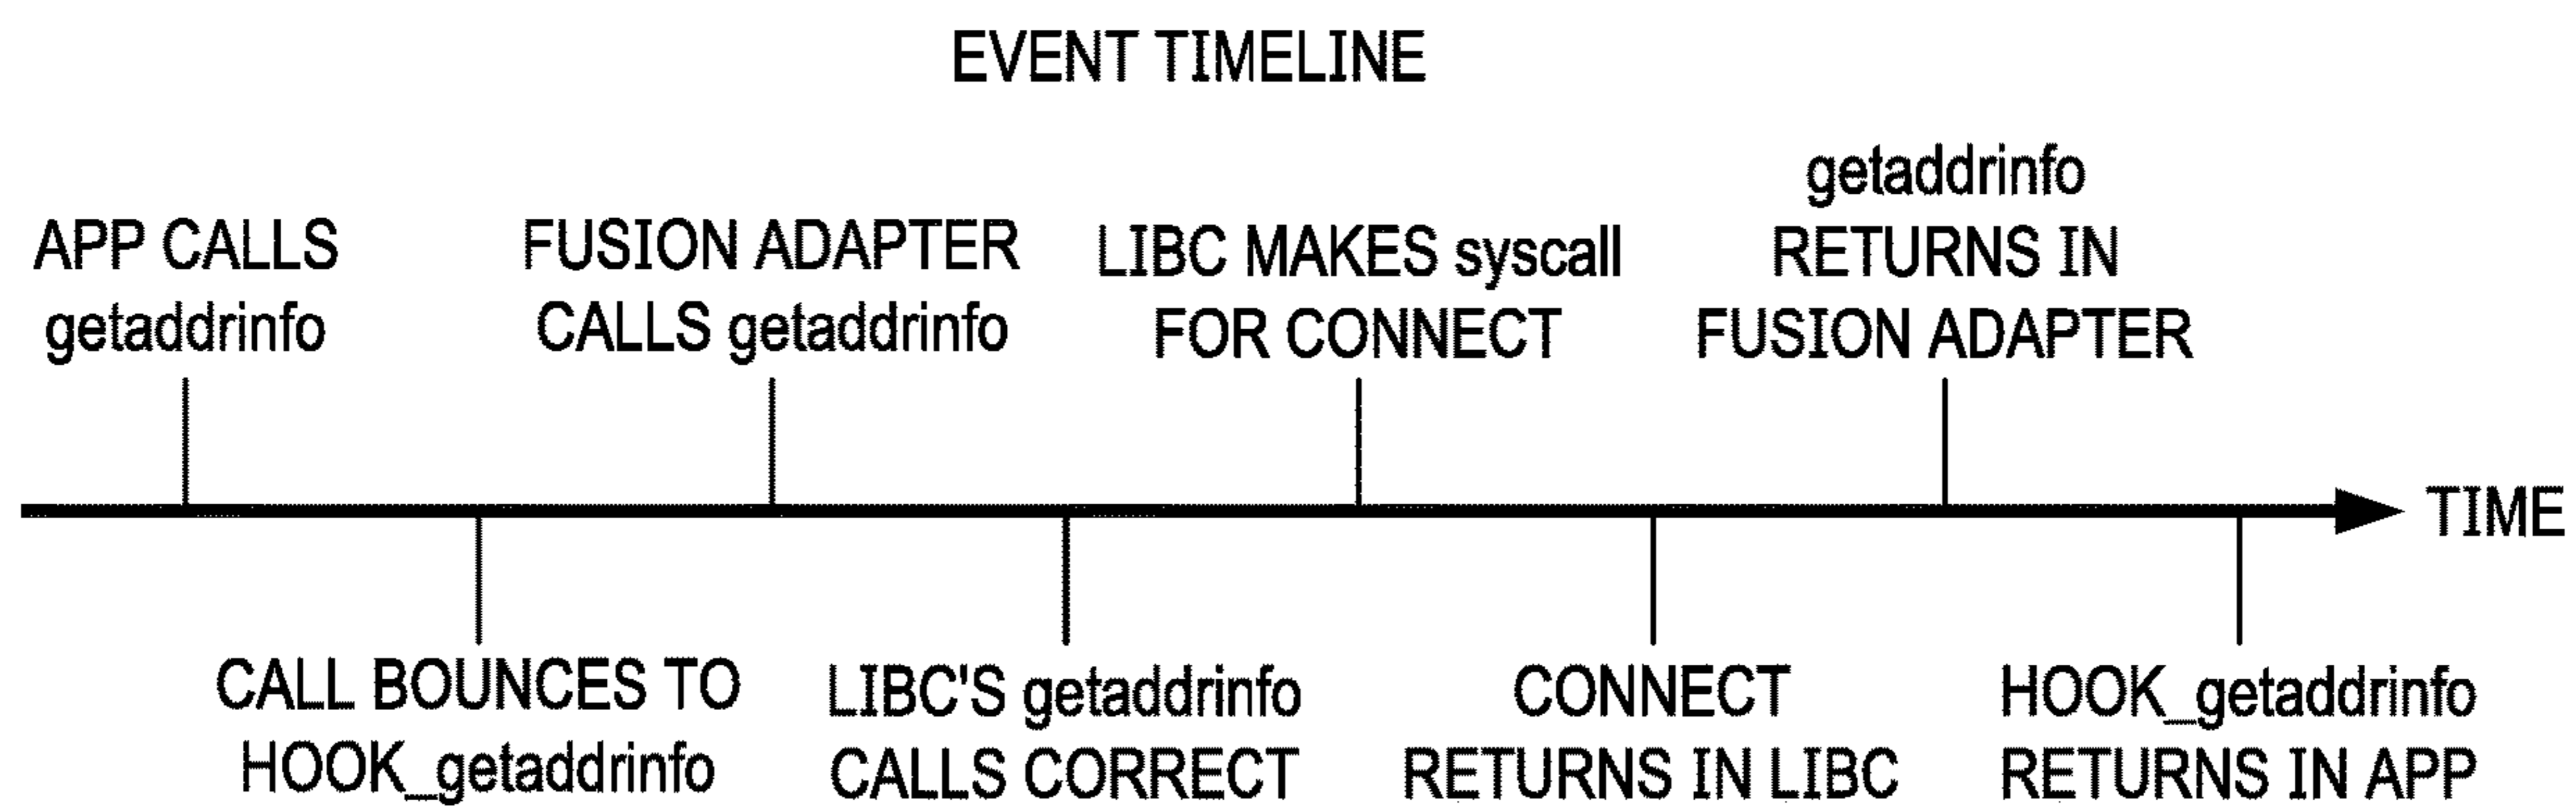 EVENT TIMELINE
APP CALLS
getaddrinfo
CALL BOUNCES TO
HOOK_getaddrinfo
FUSION ADAPTER
CALLS getaddrinfo
LIBC'S getaddrinfo
CALLS CORRECT
LIBC MAKES syscall
FOR CONNECT
CONNECT
RETURNS IN LIBC
getaddrinfo
RETURNS IN
FUSION ADAPTER
HOOK_getaddrinfo
RETURNS IN APP
TIME